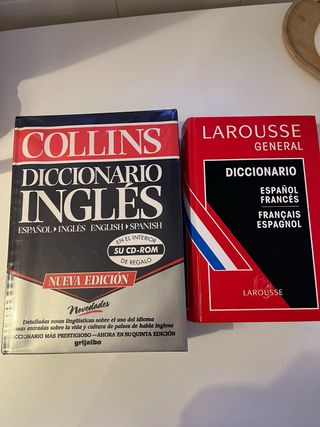 COLLINS
DICCIONARIO
INGLÉS
ESPAÑOL▸INGLÉS ENGLISH▸SPANISH
EN EL INTERIOR
SU CD-ROM
DE REGALO
NUEVA EDICIÓN
Novedades
Detalladas notas lingüísticas sobre el uso del idioma
entradas sobre la vida y cultura de países de habla inglesa
DICCIONARIO MÁS PRESTIGIOSO—AHORA EN SU QUINTA EDICIÓN
grijalbo
LAROUSSE
GENERAL
DICCIONARIO
ESPAÑOL
FRANCÉS
FRANÇAIS
ESPAGNOL
LAROUSSE